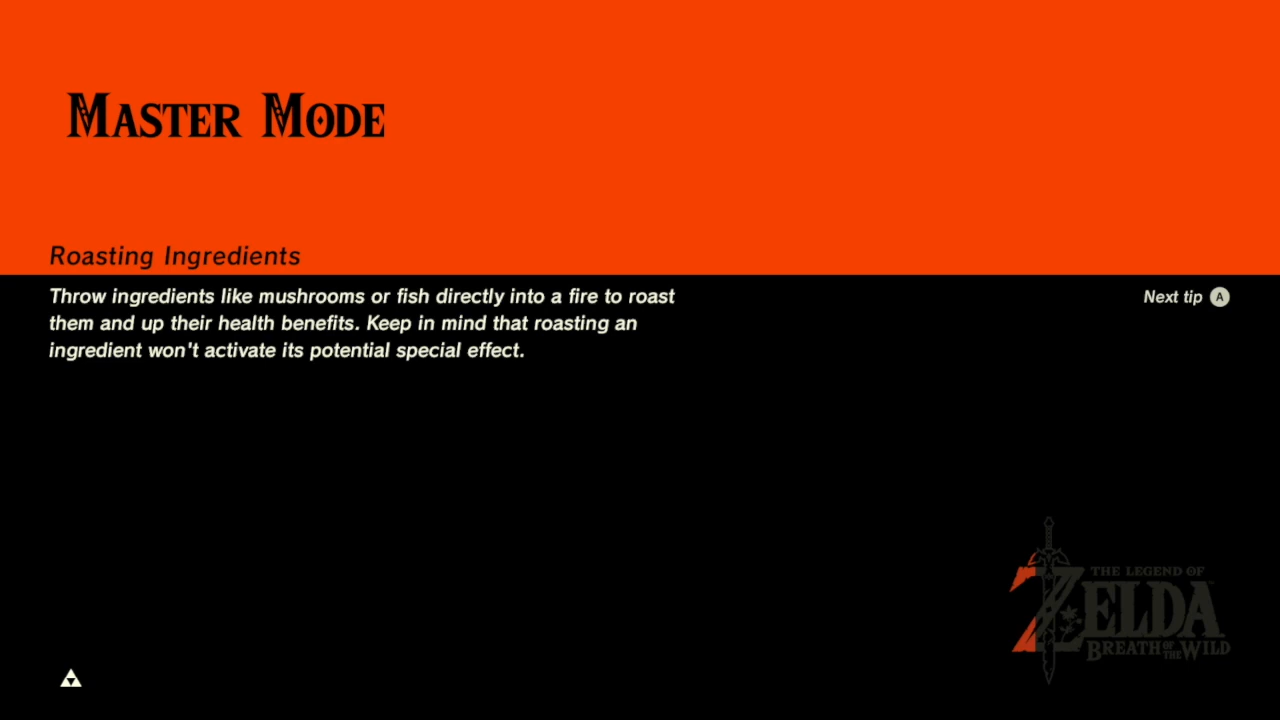 Master Mode
Roasting Ingredients
Throw ingredients like mushrooms or fish directly into a fire to roast
them and up their health benefits. Keep in mind that roasting an
ingredient won't activate its potential special effect.
Next tip A
THE LEGEND OF
ZELDA
BREATH OF THE WILD